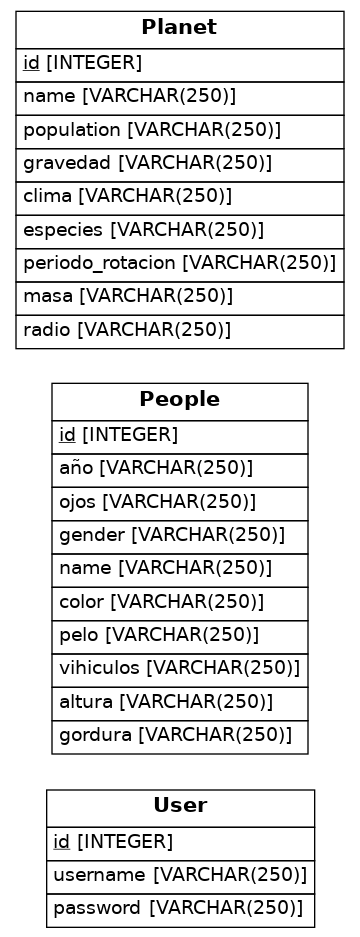 Planet
id [INTEGER]
name [VARCHAR(250)]
population [VARCHAR(250)]
gravedad [VARCHAR(250)]
clima [VARCHAR(250)]
especies [VARCHAR(250)]
periodo_rotacion [VARCHAR(250)]
masa [VARCHAR(250)]
radio [VARCHAR(250)]
People
id [INTEGER]
año [VARCHAR(250)]
ojos [VARCHAR(250)]
gender [VARCHAR(250)]
name [VARCHAR(250)]
color [VARCHAR(250)]
pelo [VARCHAR(250)]
vihiculos [VARCHAR(250)]
altura [VARCHAR(250)]
gordura [VARCHAR(250)]
User
id [INTEGER]
username [VARCHAR(250)]
password [VARCHAR(250)]